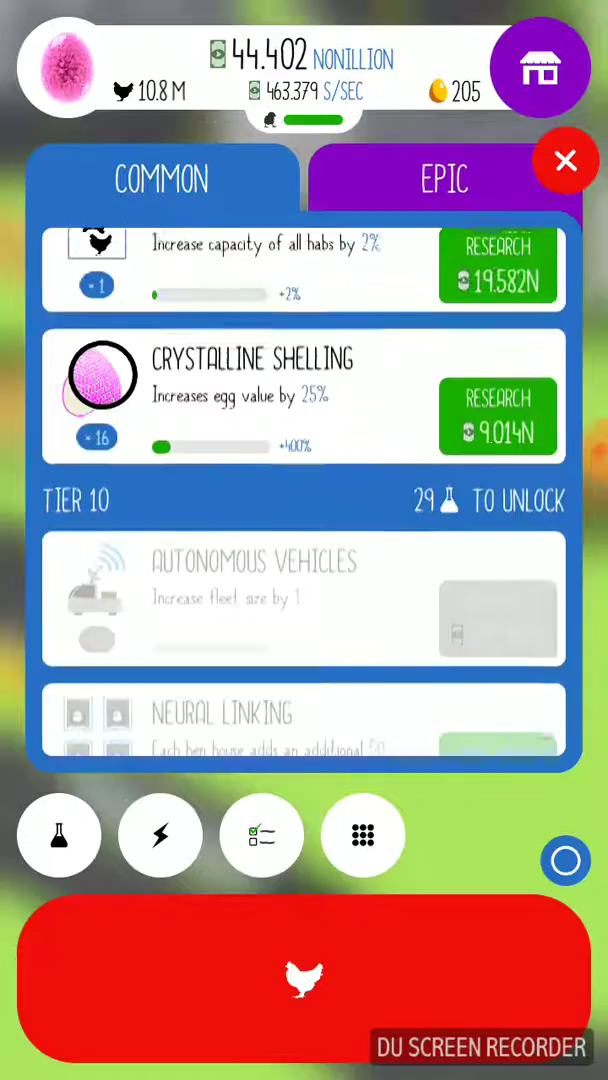 44.402 NONILLION
10.8 M
463.379 S/SEC
205
COMMON
EPIC
Increase capacity of all habs by 2%
RESEARCH
19.582N
× 1
+2%
CRYSTALLINE SHELLING
Increases egg value by 25%
RESEARCH
9.014N
× 16
+400%
TIER 10
29 TO UNLOCK
AUTONOMOUS VEHICLES
Increase fleet size by 1
NEURAL LINKING
Each hen house adds an additional 50
DU SCREEN RECORDER